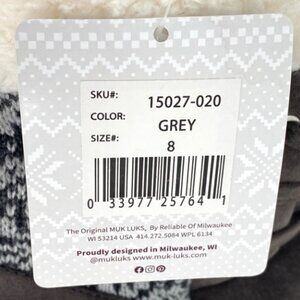 SKU#: 15027-020
COLOR: GREY
SIZE#: 8
0 33977 25764 1
The Original MUK LUKS, By Reliable Of Milwaukee
WI 53214 USA 414.272.5084 WPL 6134
Proudly designed in Milwaukee, WI
@mukluks www.muk-luks.com